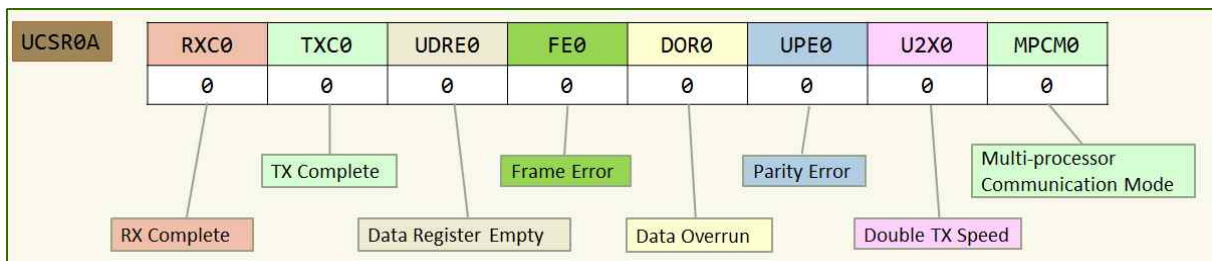 UCSR0A
RXC0 TXC0 UDRE0 FE0 DOR0 UPE0 U2X0 MPCM0
0 0 0 0 0 0 0 0
TX Complete
Frame Error
Parity Error
Multi-processor
Communication Mode
RX Complete
Data Register Empty
Data Overrun
Double TX Speed